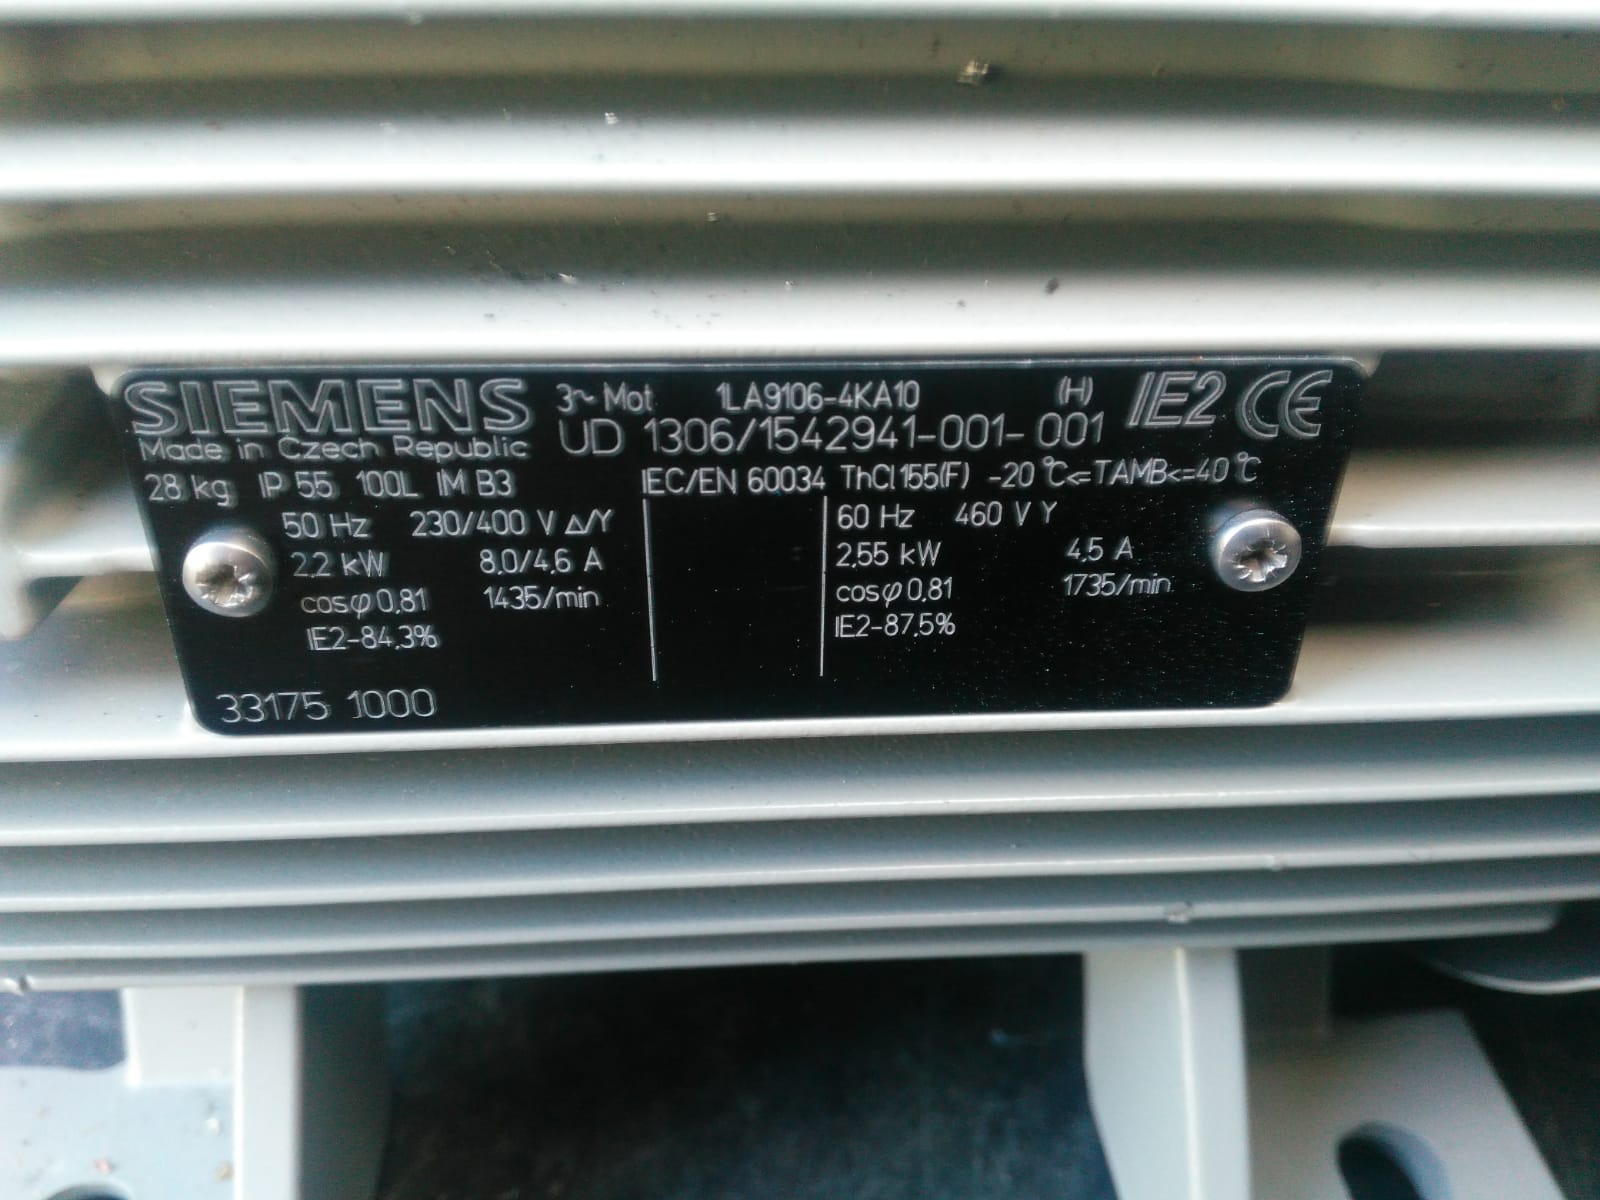 SIEMENS 3~ Mot. 1LA9106-4KA10 (H) IE2 CE
Made in Czech Republic UD 1306/1542941-001-001
28 kg IP 55 100L IM B3 IEC/EN 60034 ThCl 155(F) -20 °C<=TAMB<=40 °C
50 Hz 230/400 V Δ/Y 60 Hz 460 V Y
2,2 kW 8.0/4.6 A 2,55 kW 4.5 A
cosφ 0,81 1435/min cosφ 0,81 1735/min
IE2-84.3% IE2-87.5%
33175 1000